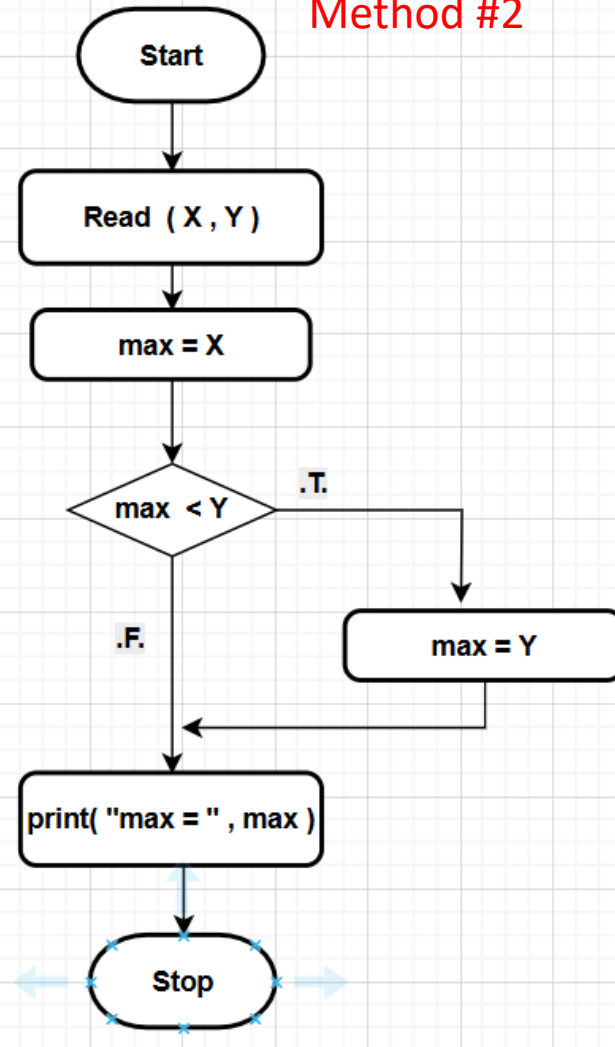 Method #2
Start
Read ( X , Y )
max = X
max < Y
.T.
.F.
max = Y
print( "max = " , max )
Stop